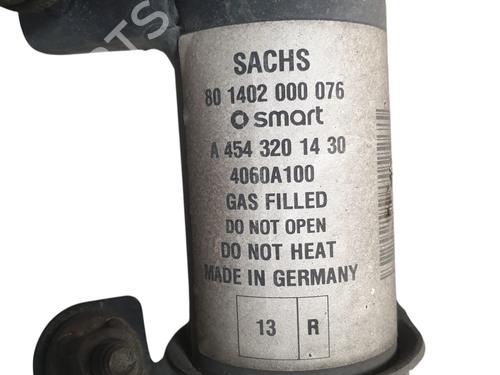 SACHS
80 1402 000 076
smart
A 454 320 14 30
4060A100
GAS FILLED
DO NOT OPEN
DO NOT HEAT
MADE IN GERMANY
13 R